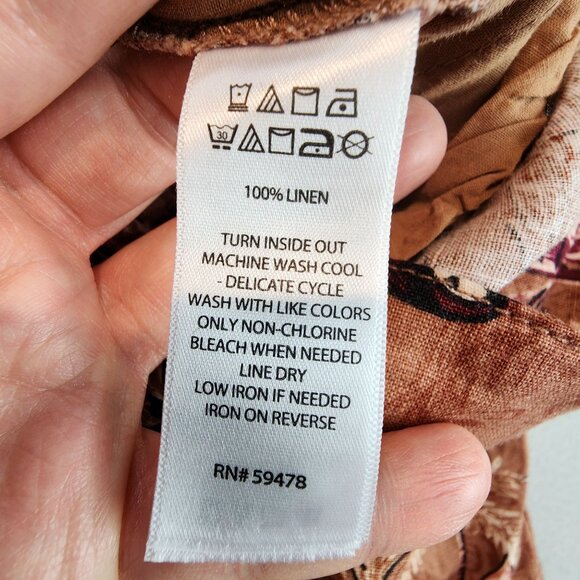 30
100% LINEN
TURN INSIDE OUT
MACHINE WASH COOL
- DELICATE CYCLE
WASH WITH LIKE COLORS
ONLY NON-CHLORINE
BLEACH WHEN NEEDED
LINE DRY
LOW IRON IF NEEDED
IRON ON REVERSE
RN# 59478